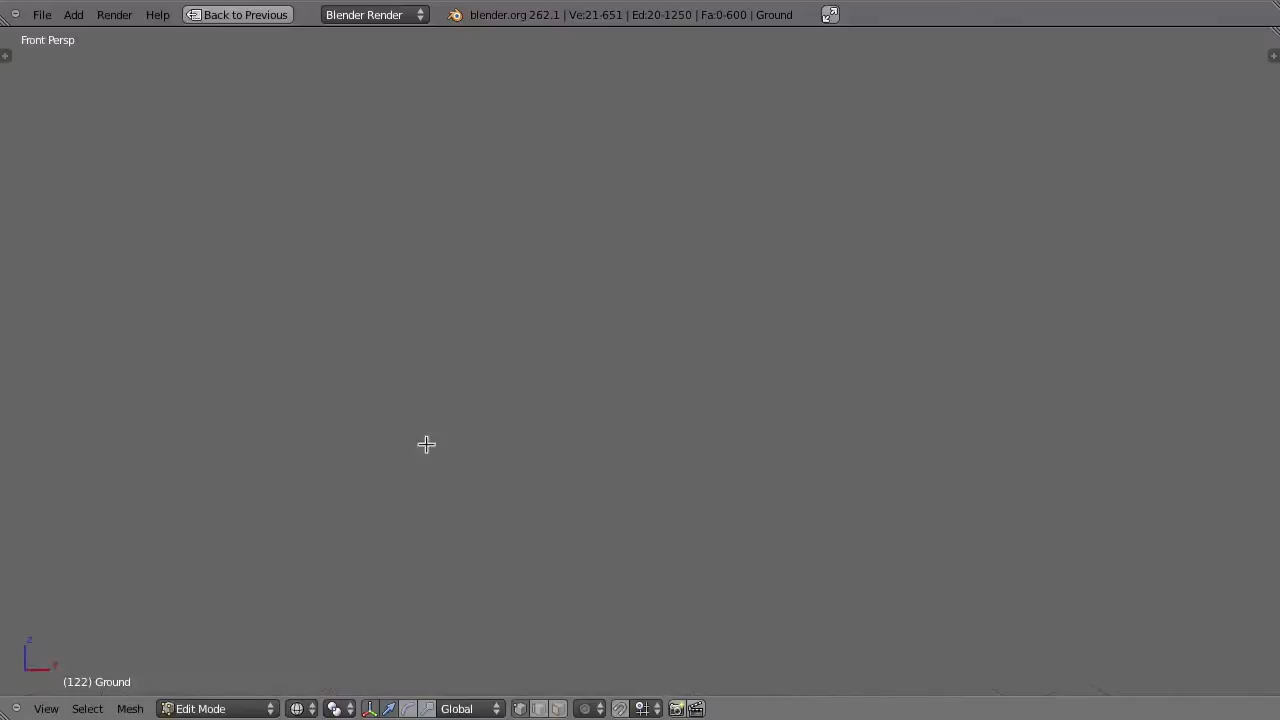 File Add Render Help Back to Previous Blender Render blender.org 262.1 | Ve:21-651 | Ed:20-1250 | Fa:0-600 | Ground
Front Persp
z
(122) Ground
View Select Mesh Edit Mode Global